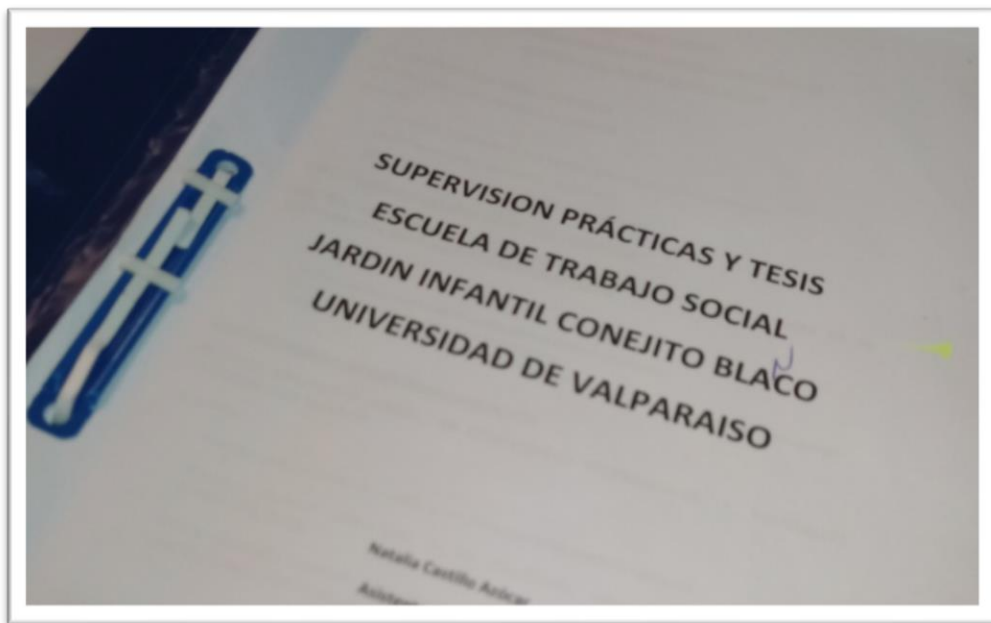 SUPERVISION PRÁCTICAS Y TESIS
ESCUELA DE TRABAJO SOCIAL
JARDIN INFANTIL CONEJITO BLACO
N
UNIVERSIDAD DE VALPARAISO
Natalia Castillo Azócar